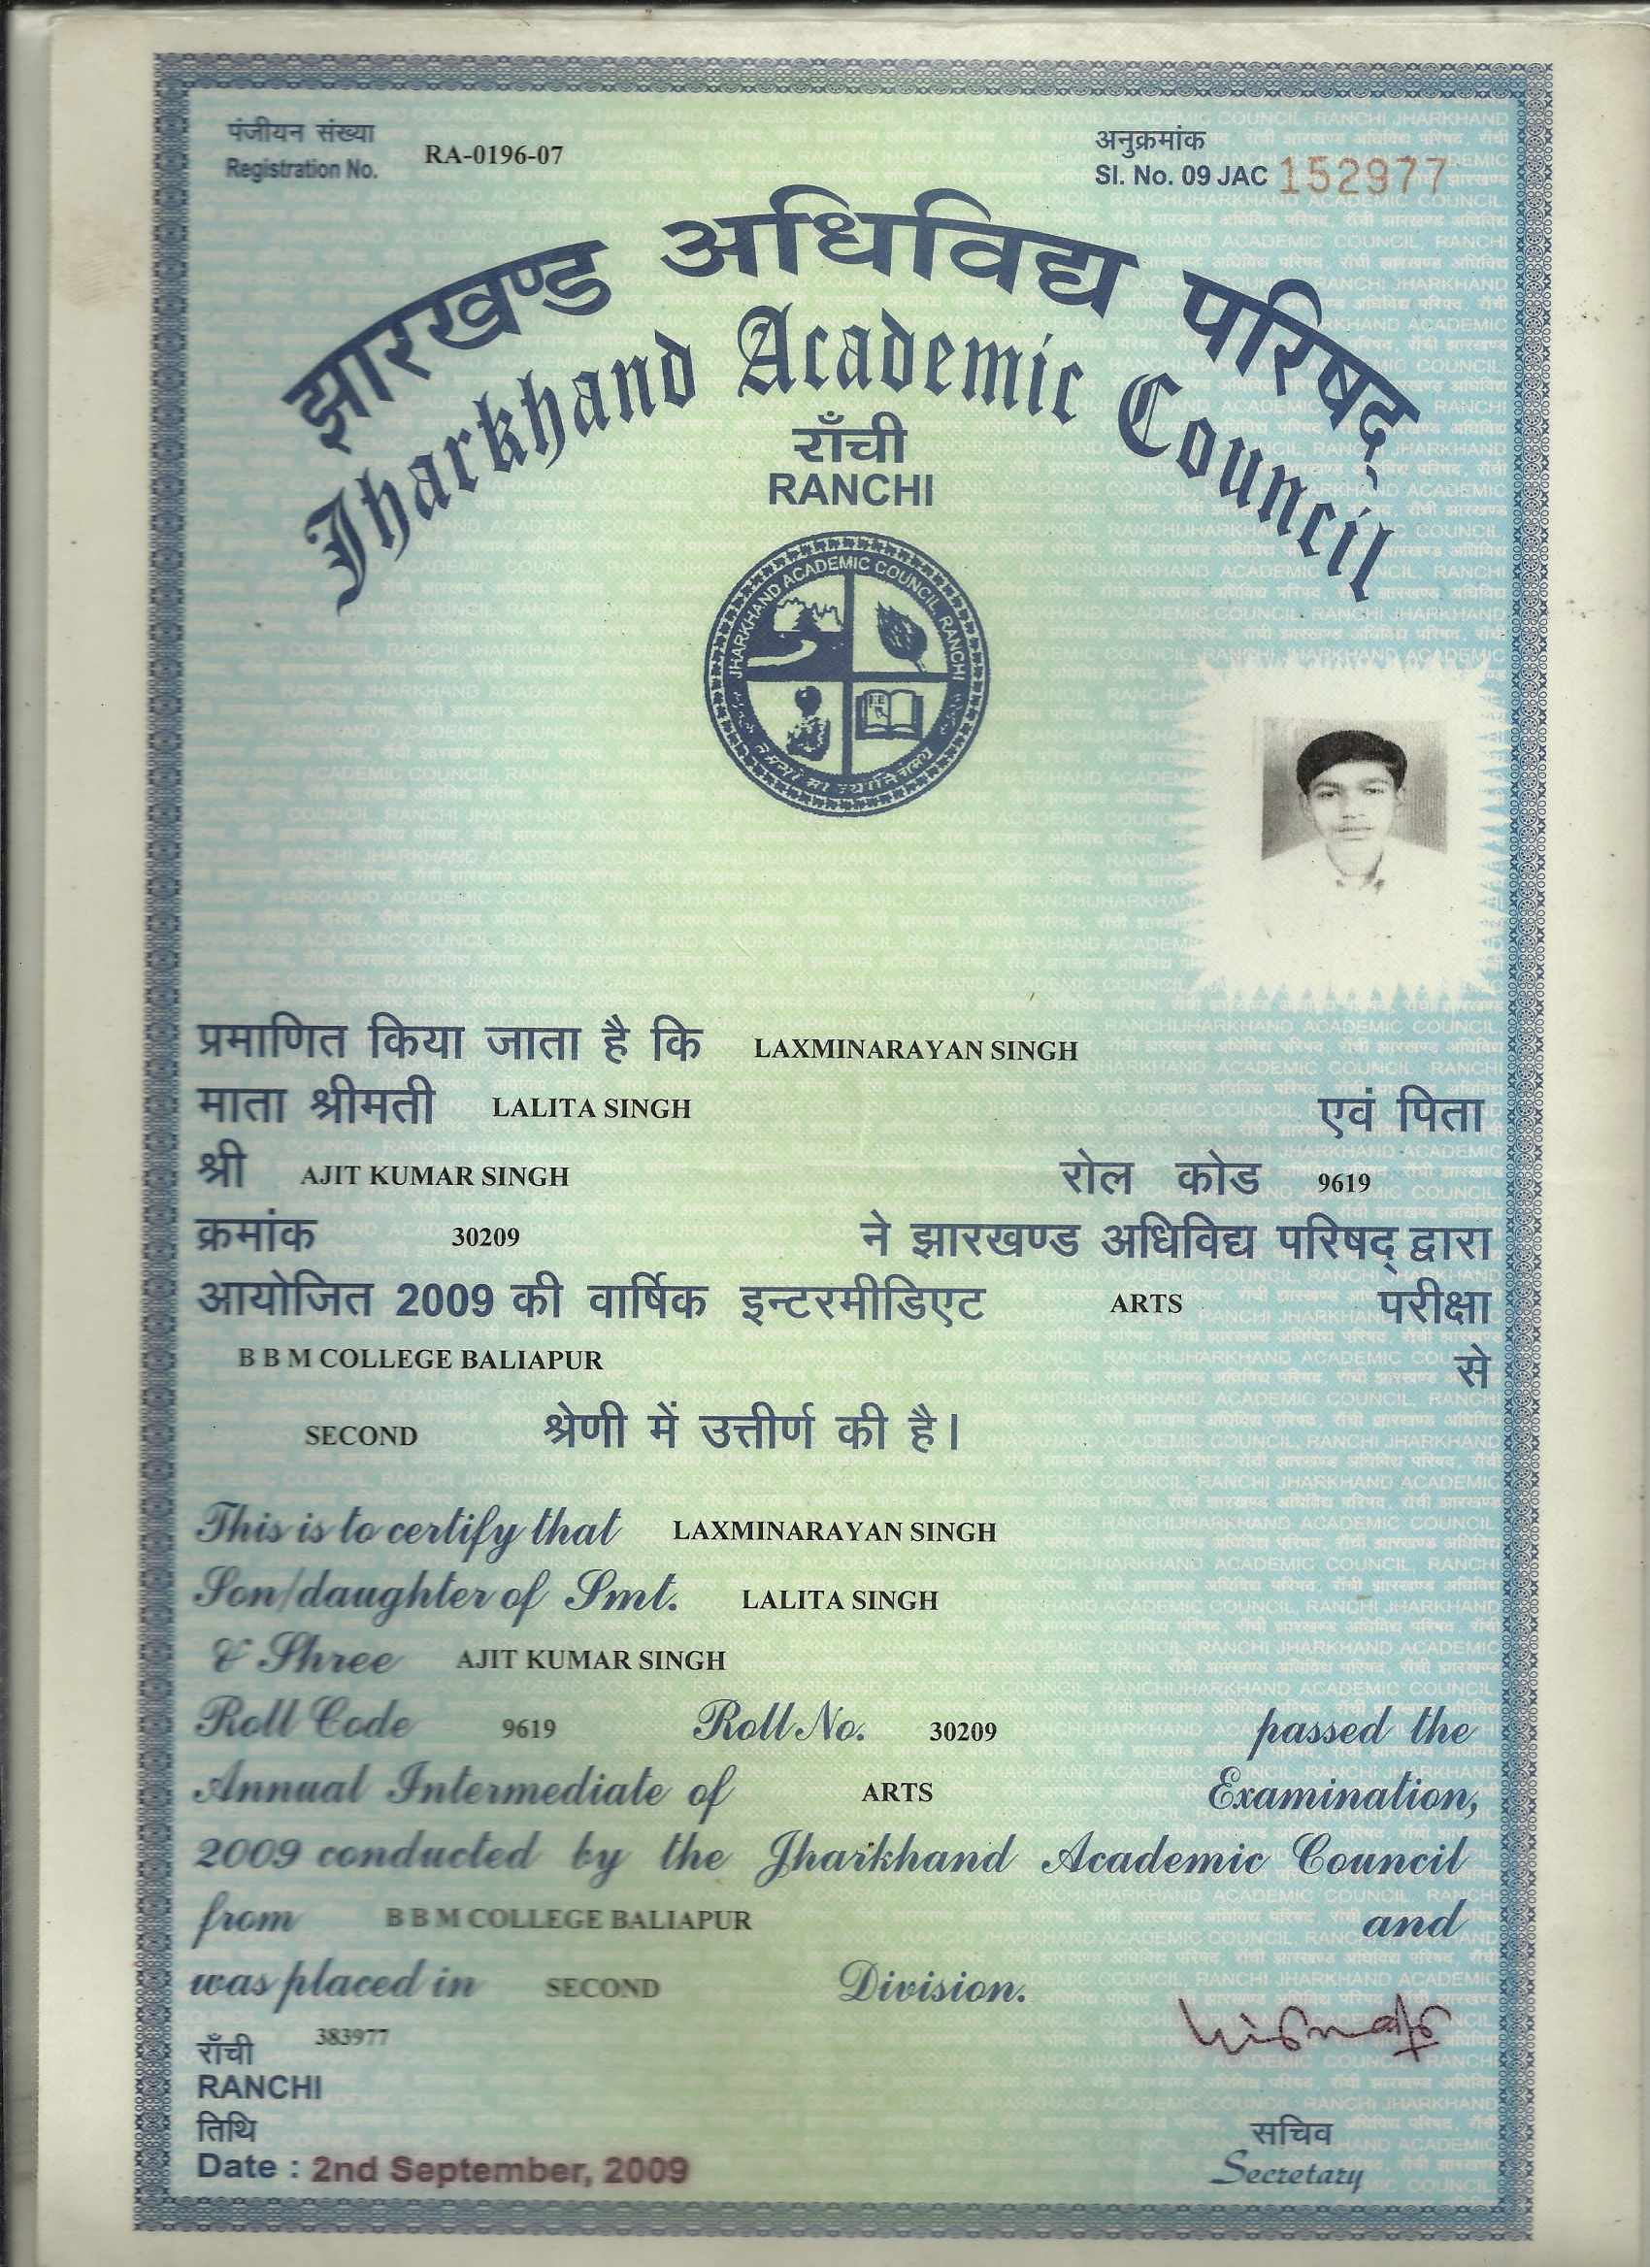 पंजीयन संख्या
Registration No. RA-0196-07
अनुक्रमांक
Sl. No. 09 JAC 152977
झारखण्ड अधिविद्य परिषद्
Jharkhand Academic Council
राँची
RANCHI
JHARKHAND ACADEMIC COUNCIL, RANCHI
प्रमाणित किया जाता है कि LAXMINARAYAN SINGH
माता श्रीमती LALITA SINGH एवं पिता
श्री AJIT KUMAR SINGH रोल कोड 9619
क्रमांक 30209 ने झारखण्ड अधिविद्य परिषद् द्वारा
आयोजित 2009 की वार्षिक इन्टरमीडिएट ARTS परीक्षा
B B M COLLEGE BALIAPUR से
SECOND श्रेणी में उत्तीर्ण की है।
This is to certify that LAXMINARAYAN SINGH
Son/daughter of Smt. LALITA SINGH
& Shree AJIT KUMAR SINGH
Roll Code 9619 Roll No. 30209 passed the
Annual Intermediate of ARTS Examination,
2009 conducted by the Jharkhand Academic Council
from B B M COLLEGE BALIAPUR and
was placed in SECOND Division.
383977
राँची
RANCHI
तिथि
Date : 2nd September, 2009
सचिव
Secretary